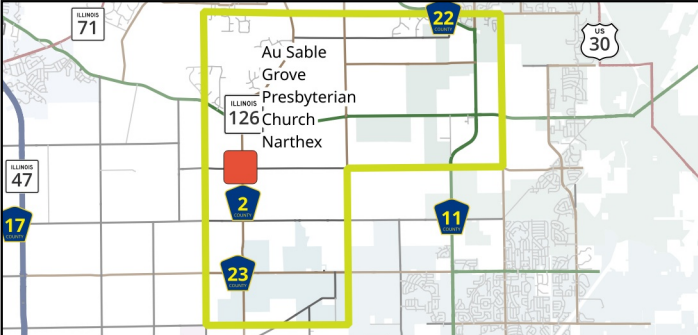 ILLINOIS
71
22
COUNTY
US
30
Au Sable
Grove
Presbyterian
Church
Narthex
ILLINOIS
126
ILLINOIS
47
2
COUNTY
17
COUNTY
11
COUNTY
23
COUNTY